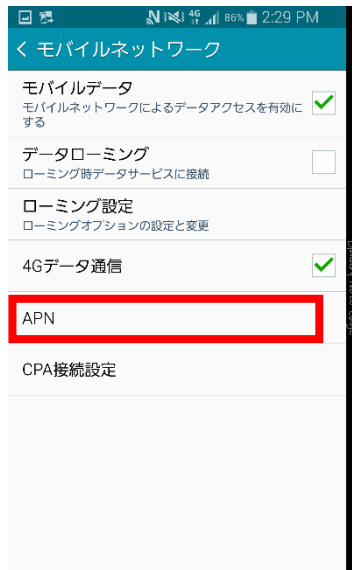 4G 86% 2:29 PM
モバイルネットワーク
モバイルデータ
モバイルネットワークによるデータアクセスを有効に
する
データローミング
ローミング時データサービスに接続
ローミング設定
ローミングオプションの設定と変更
4Gデータ通信
APN
CPA接続設定